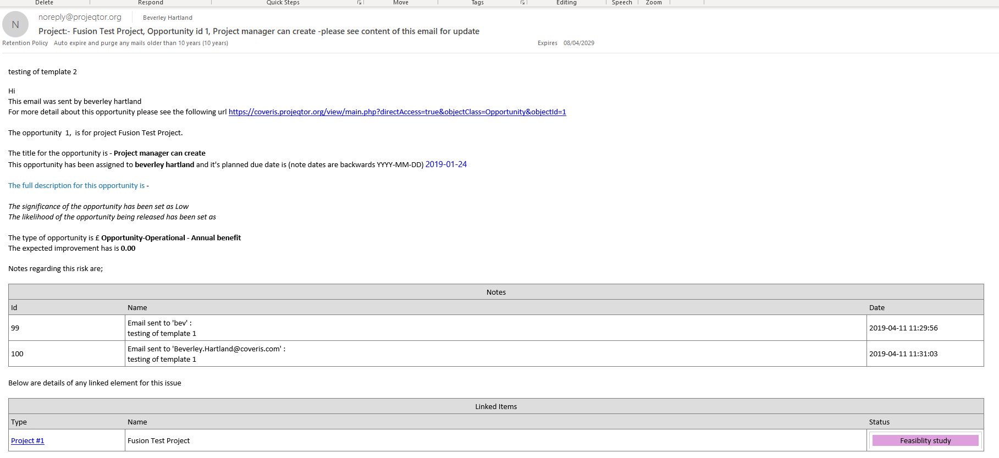 Delete Respond Quick Steps Move Tags Editing Speech Zoom
N
noreply@projeqtor.org Beverley Hartland
Project:- Fusion Test Project, Opportunity id 1, Project manager can create -please see content of this email for update
Retention Policy Auto expire and purge any mails older than 10 years (10 years) Expires 08/04/2029
testing of template 2
Hi
This email was sent by beverley hartland
For more detail about this opportunity please see the following url https://coveris.projeqtor.org/view/main.php?directAccess=true&objectClass=Opportunity&objectId=1
The opportunity 1, is for project Fusion Test Project.
The title for the opportunity is - Project manager can create
This opportunity has been assigned to beverley hartland and it's planned due date is (note dates are backwards YYYY-MM-DD) 2019-01-24
The full description for this opportunity is -
The significance of the opportunity has been set as Low
The likelihood of the opportunity being released has been set as
The type of opportunity is £ Opportunity-Operational - Annual benefit
The expected improvement has is 0.00
Notes regarding this risk are;
Notes
Id Name Date
99 Email sent to 'bev' :
testing of template 1 2019-04-11 11:29:56
100 Email sent to 'Beverley.Hartland@coveris.com' :
testing of template 1 2019-04-11 11:31:03
Below are details of any linked element for this issue
Linked Items
Type Name Status
Project #1 Fusion Test Project Feasiblity study